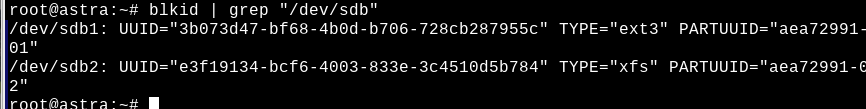 root@astra:~# blkid | grep "/dev/sdb"
/dev/sdb1: UUID="3b073d47-bf68-4b0d-b706-728cb287955c" TYPE="ext3" PARTUUID="aea72991-
01"
/dev/sdb2: UUID="e3f19134-bcf6-4003-833e-3c4510d5b784" TYPE="xfs" PARTUUID="aea72991-0
2"
root@astra:~#